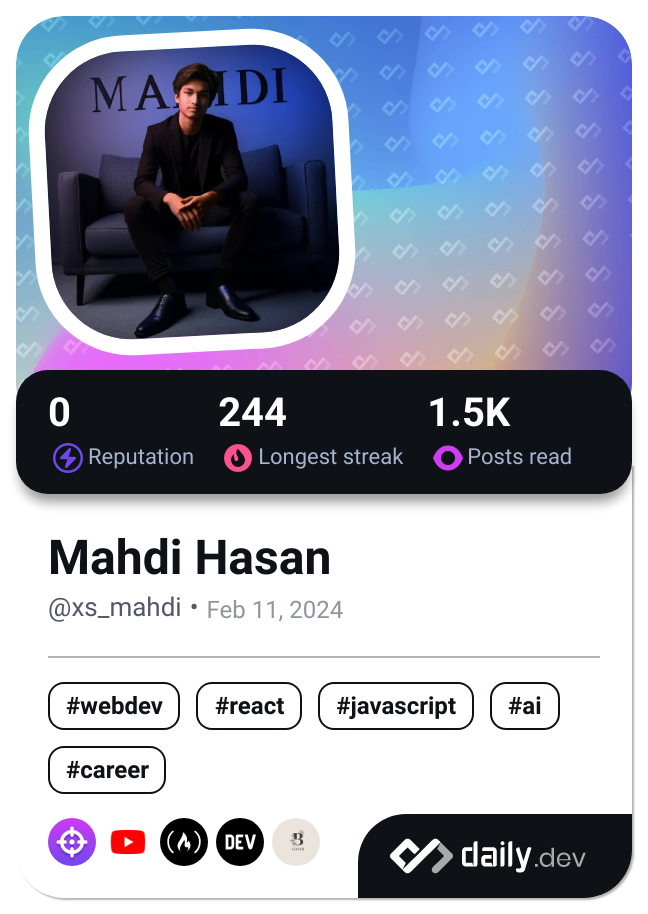 MAHDI
0
244
1.5K
Reputation
Longest streak
Posts read
Mahdi Hasan
@xs_mahdi • Feb 11, 2024
#webdev
#react
#javascript
#ai
#career
DEV
B
daily.dev